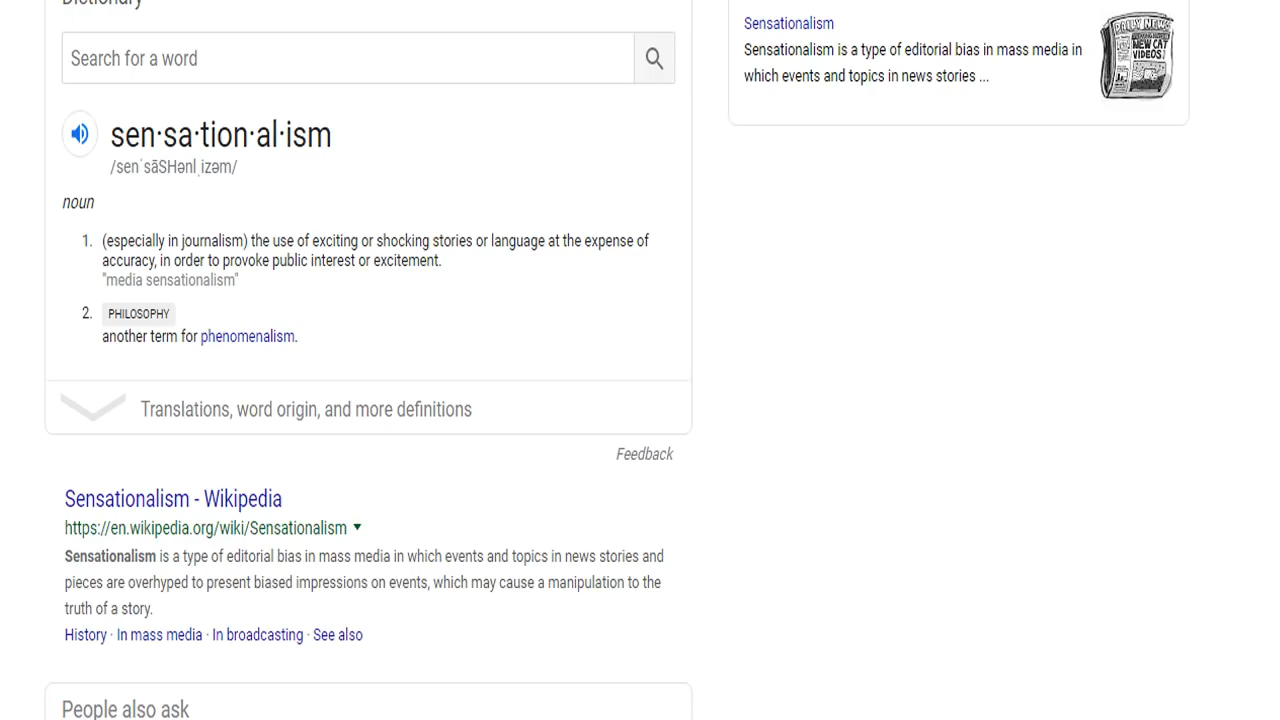 Dictionary
Search for a word
sen·sa·tion·al·ism
/senˈsāSHənlˌizəm/
noun
1. (especially in journalism) the use of exciting or shocking stories or language at the expense of
accuracy, in order to provoke public interest or excitement.
"media sensationalism"
2. PHILOSOPHY
another term for phenomenalism.
Translations, word origin, and more definitions
Feedback
Sensationalism - Wikipedia
https://en.wikipedia.org/wiki/Sensationalism
Sensationalism is a type of editorial bias in mass media in which events and topics in news stories and
pieces are overhyped to present biased impressions on events, which may cause a manipulation to the
truth of a story.
History · In mass media · In broadcasting · See also
People also ask
Sensationalism
Sensationalism is a type of editorial bias in mass media in
which events and topics in news stories ...
DAILY NEWS
NEW CAT
VIDEOS!